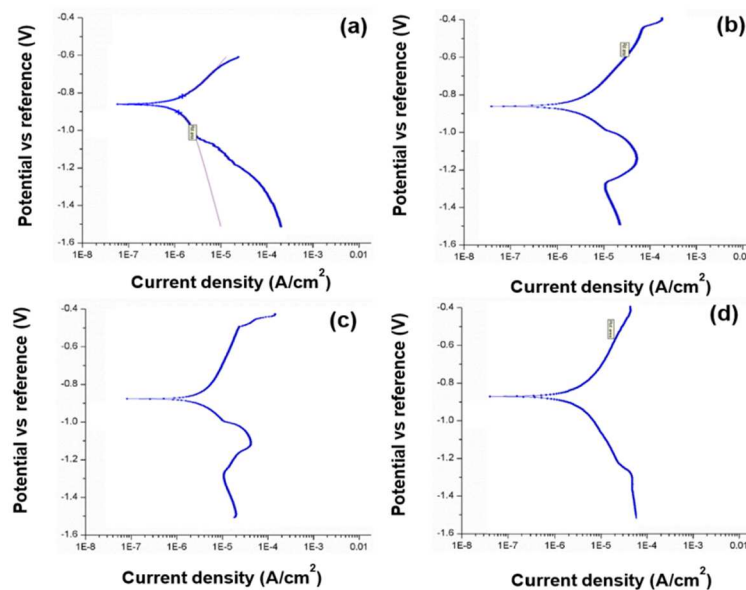 (a)
Potential vs reference (V)
-0.4
-0.6
-0.8
-1.0
-1.2
-1.4
-1.6
1E-8 1E-7 1E-6 1E-5 1E-4 1E-3 0.01
Current density (A/cm²)
(b)
Potential vs reference (V)
-0.4
-0.6
-0.8
-1.0
-1.2
-1.4
-1.6
1E-8 1E-7 1E-6 1E-5 1E-4 1E-3 0.0
Current density (A/cm²)
(c)
Potential vs reference (V)
-0.4
-0.6
-0.8
-1.0
-1.2
-1.4
-1.6
1E-8 1E-7 1E-6 1E-5 1E-4 1E-3 0.01
Current density (A/cm²)
(d)
Potential vs reference (V)
-0.4
-0.6
-0.8
-1.0
-1.2
-1.4
-1.6
1E-8 1E-7 1E-6 1E-5 1E-4 1E-3 0.01
Current density (A/cm²)